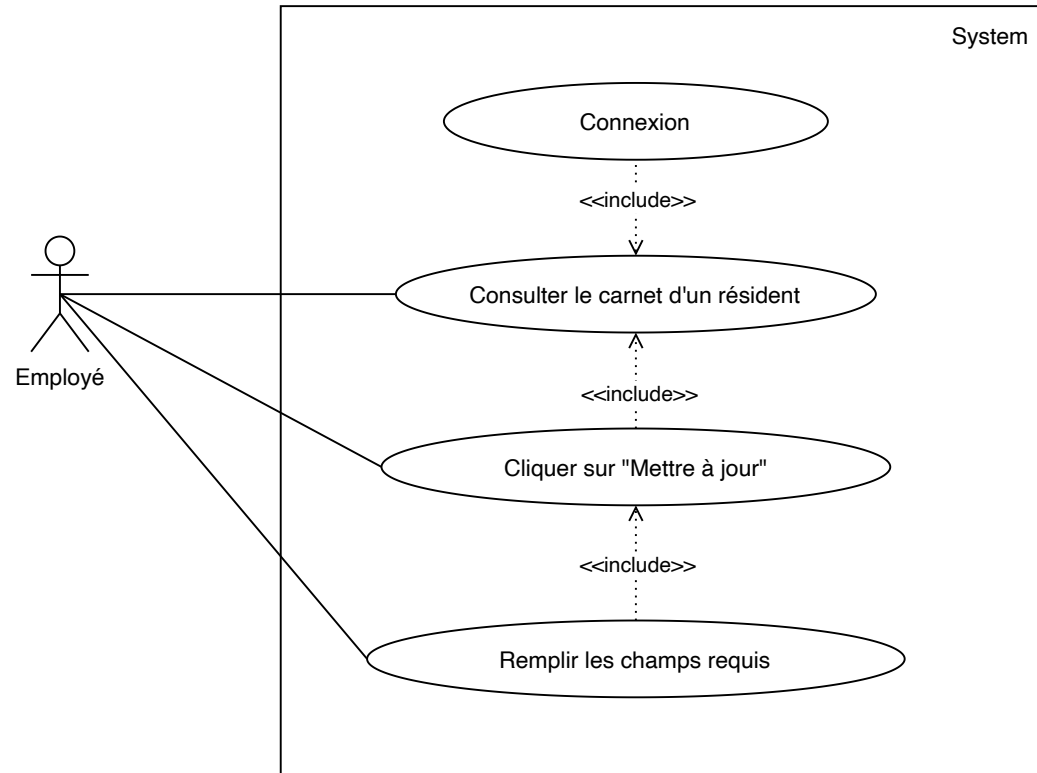 System
Connexion
<<include>>
Consulter le carnet d'un résident
Employé
<<include>>
Cliquer sur "Mettre à jour"
<<include>>
Remplir les champs requis